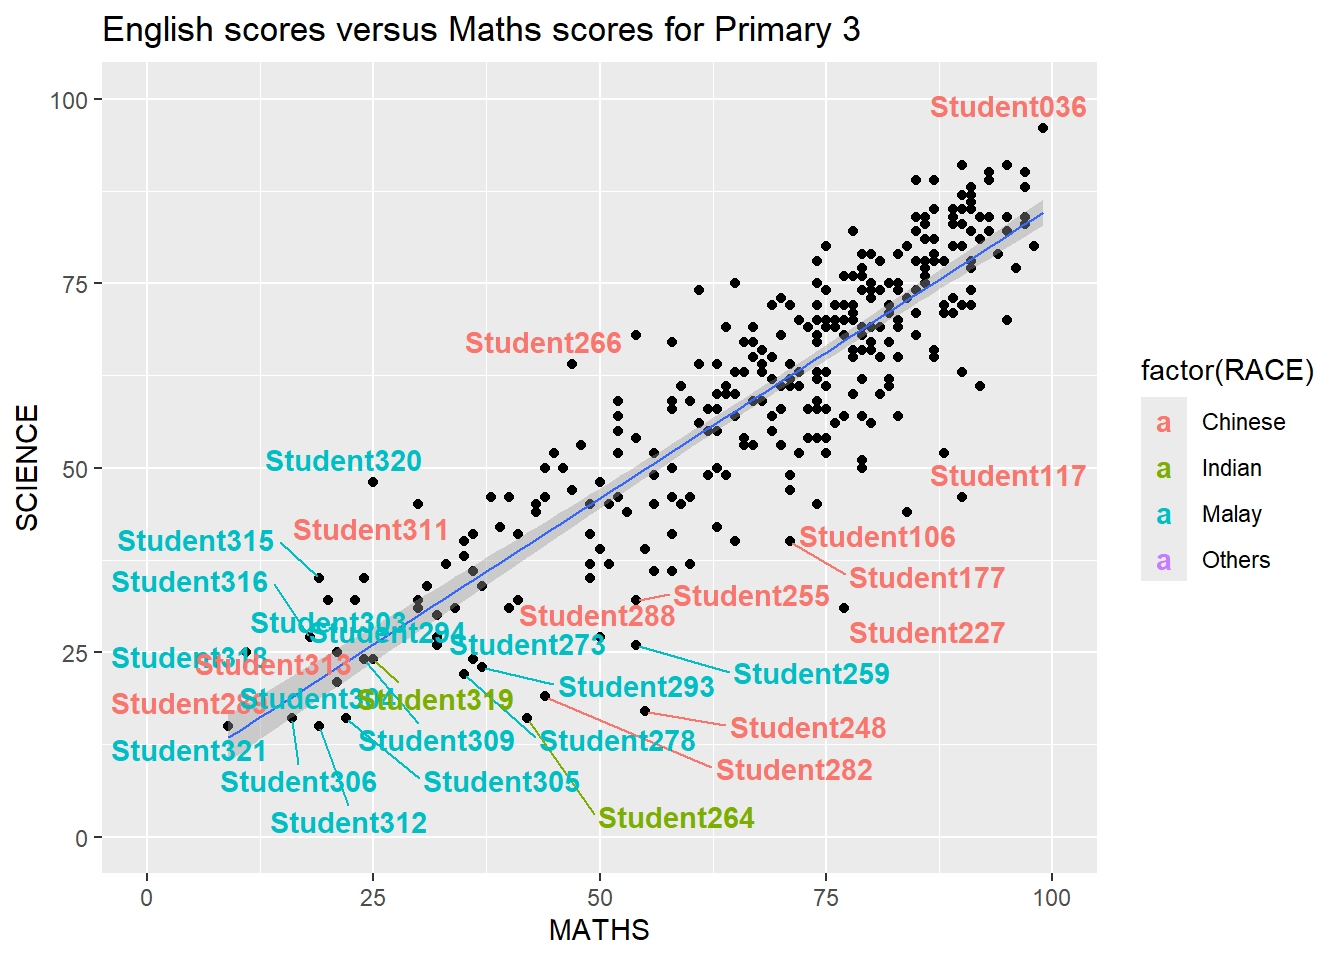 English scores versus Maths scores for Primary 3
SCIENCE
100
75
50
25
0
Student036
Student266
Student320
Student117
Student311
Student315
Student106
Student316
Student177
Student255
Student288
Student303
Student294
Student227
Student273
Student313
Student259
Student293
Student319
Student248
Student309
Student278
Student321
Student282
Student306
Student305
Student264
Student312
0
25
50
75
100
MATHS
factor(RACE)
a Chinese
a Indian
a Malay
a Others